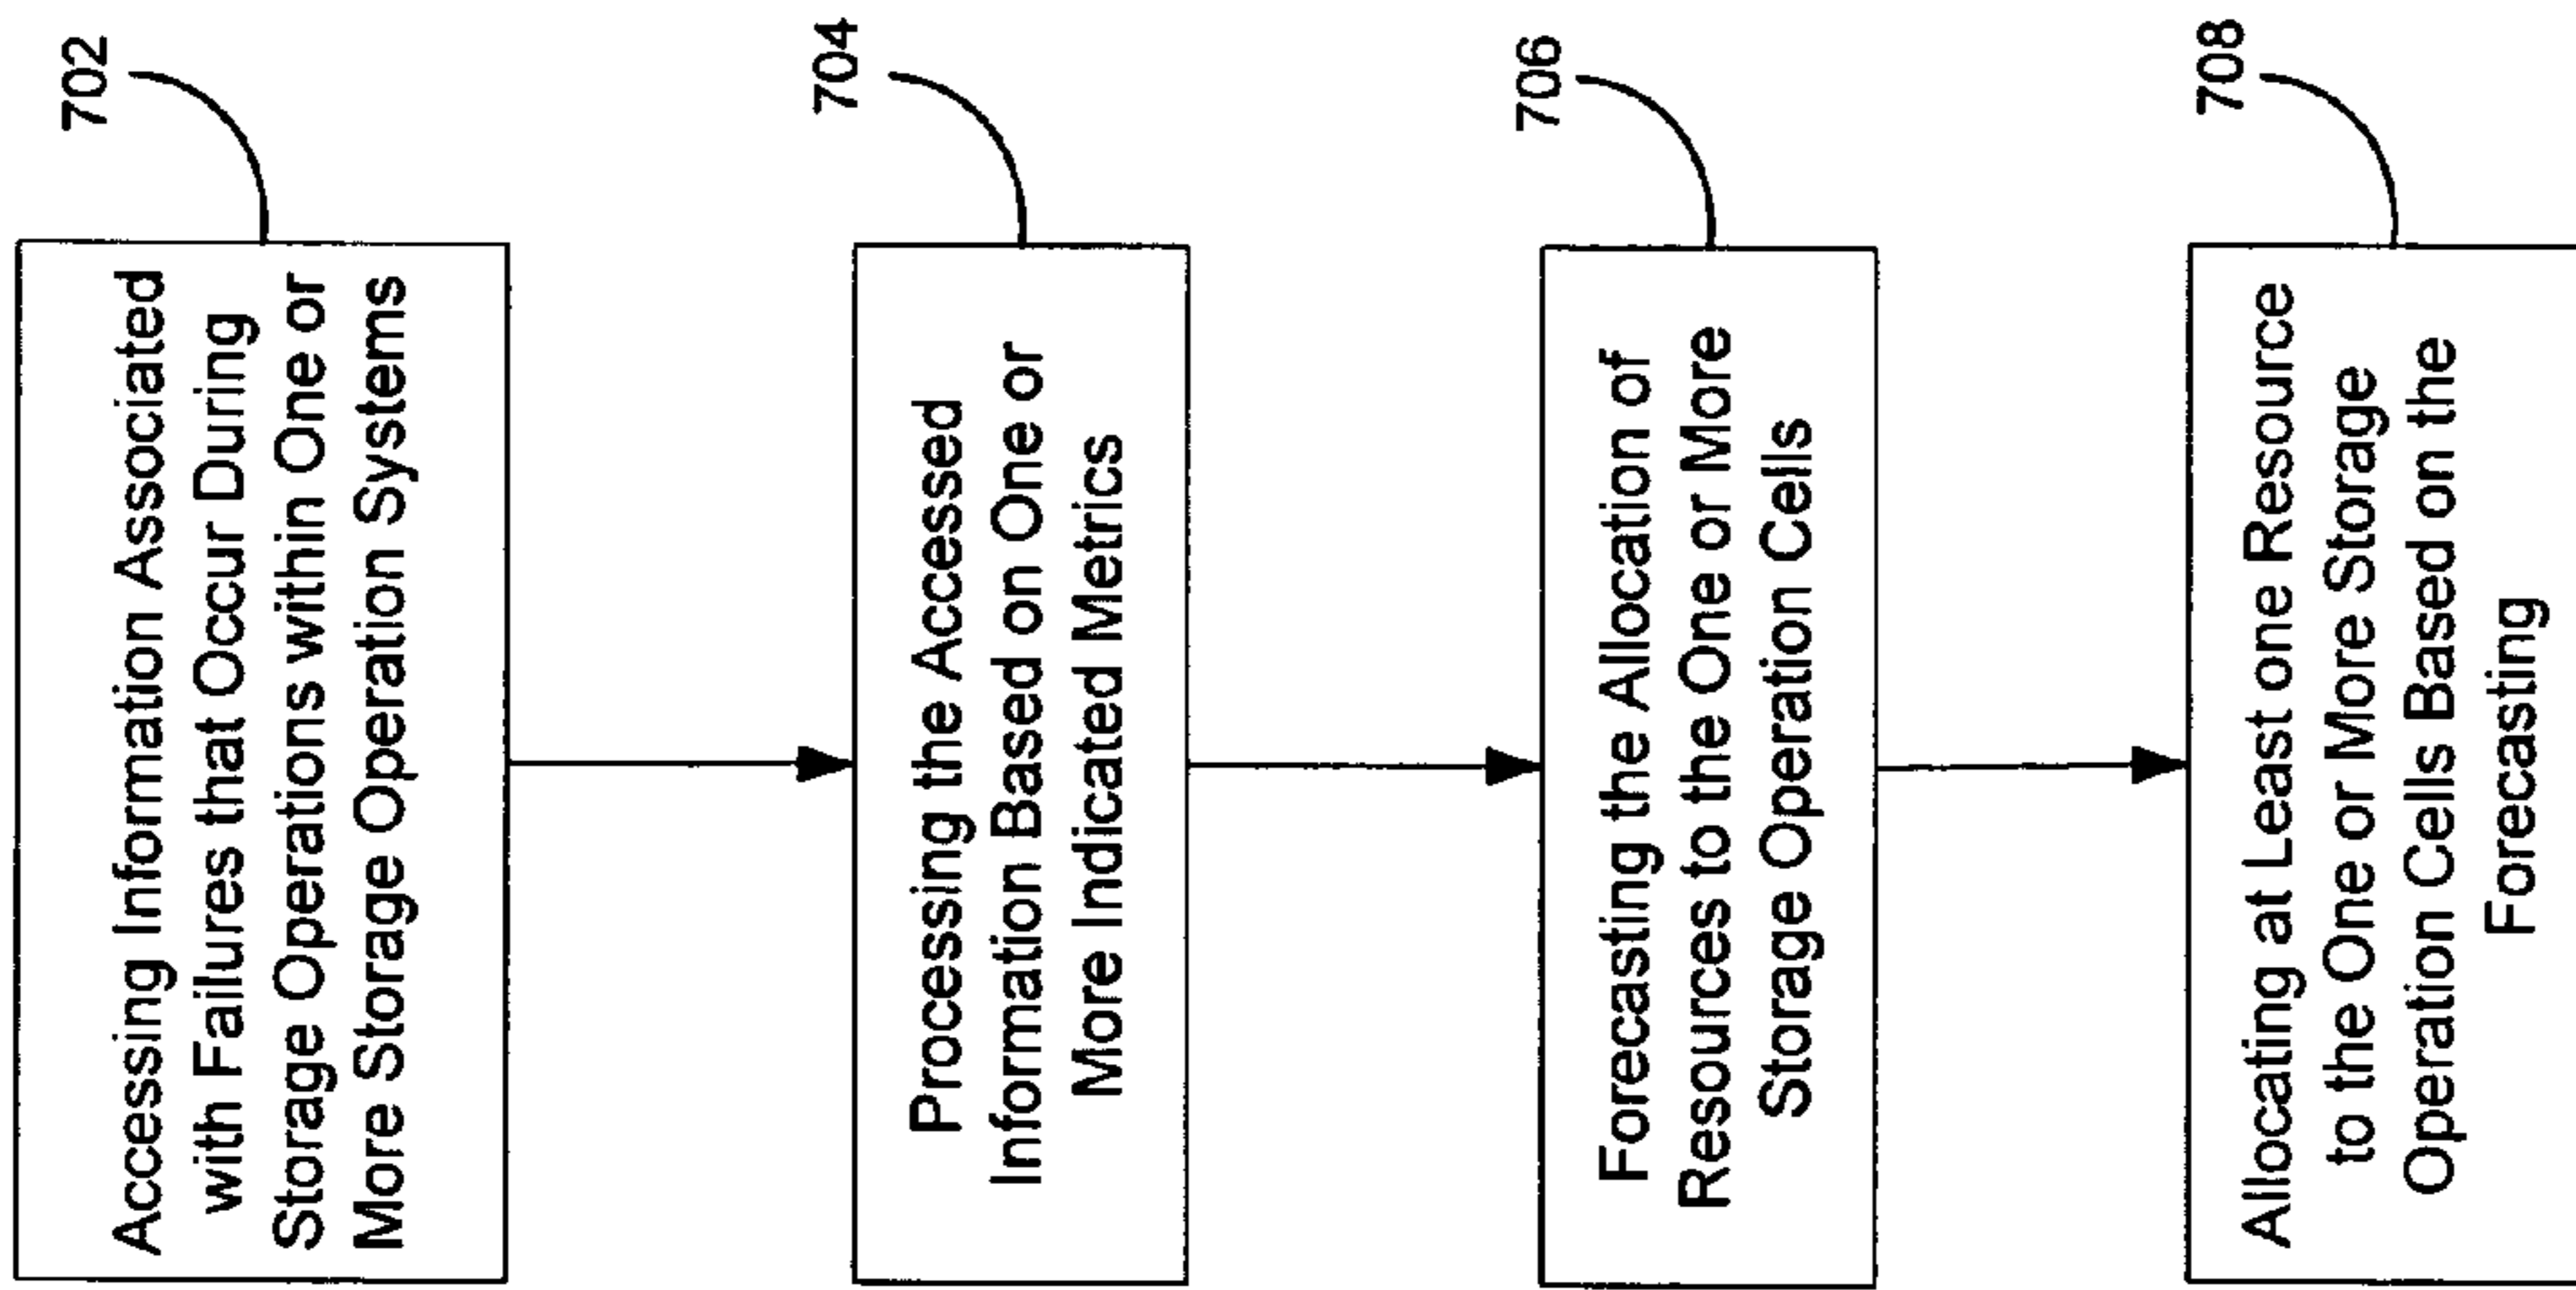 702
Accessing Information Associated
with Failures that Occur During
Storage Operations within One or
More Storage Operation Systems
704
Processing the Accessed
Information Based on One or
More Indicated Metrics
706
Forecasting the Allocation of
Resources to the One or More
Storage Operation Cells
708
Allocating at Least one Resource
to the One or More Storage
Operation Cells Based on the
Forecasting